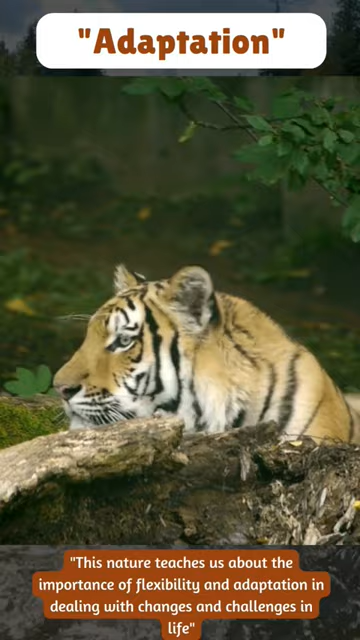 "Adaptation"
"This nature teaches us about the
importance of flexibility and adaptation in
dealing with changes and challenges in
life"